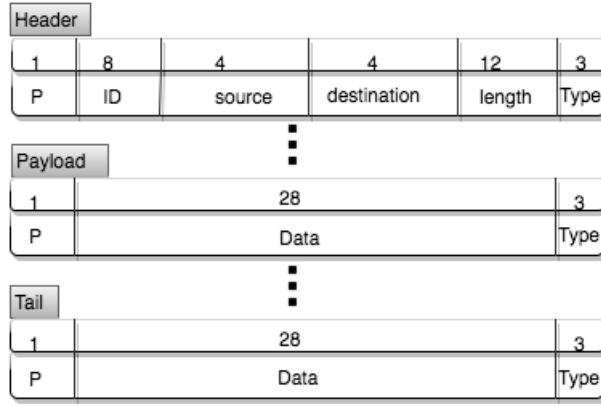 Header
1 8 4 4 12 3
P ID source destination length Type
Payload
1 28 3
P Data Type
Tail
1 28 3
P Data Type